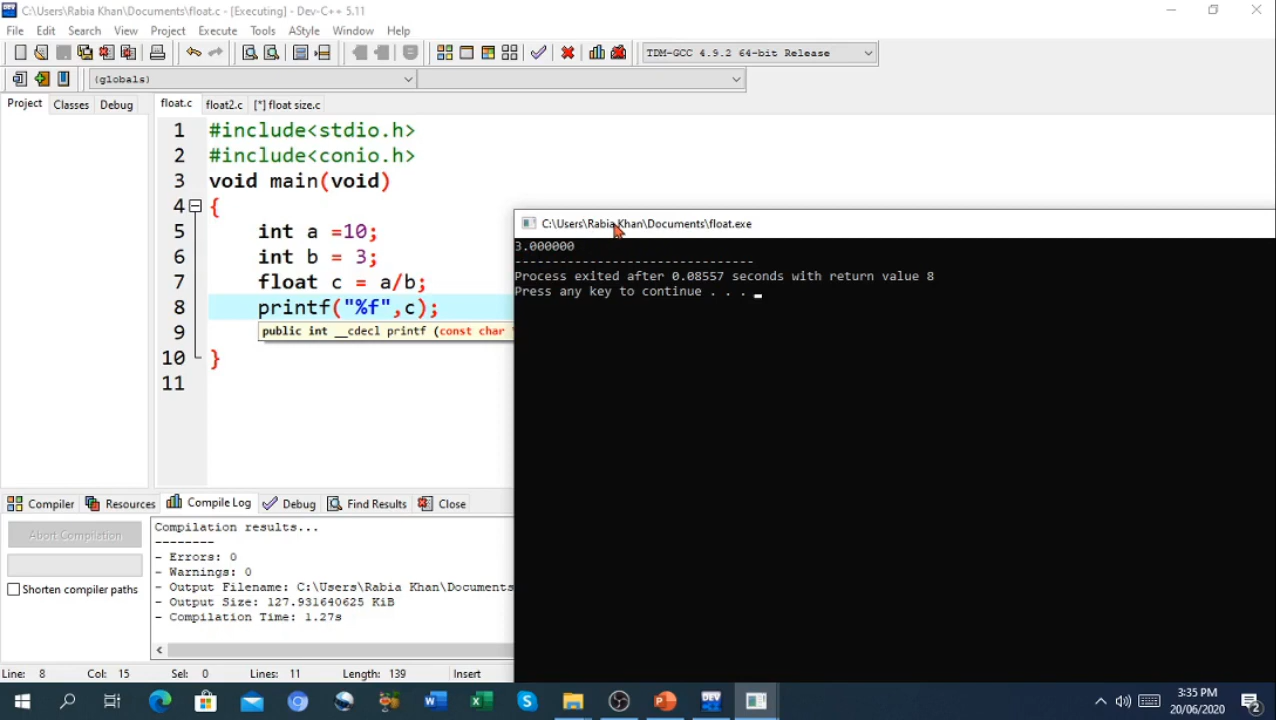 C:\Users\Rabia Khan\Documents\float.c - [Executing] - Dev-C++ 5.11
File Edit Search View Project Execute Tools AStyle Window Help
TDM-GCC 4.9.2 64-bit Release
(globals)
Project Classes Debug float.c float2.c [*] float size.c
1 #include<stdio.h>
2 #include<conio.h>
3 void main(void)
4 {
5 int a =10;
6 int b = 3;
7 float c = a/b;
8 printf("%f",c);
9 public int __cdecl printf (const char
10 }
11
C:\Users\Rabia Khan\Documents\float.exe
3.000000
--------------------------------
Process exited after 0.08557 seconds with return value 8
Press any key to continue . . .
Compiler Resources Compile Log Debug Find Results Close
Abort Compilation
Shorten compiler paths
Compilation results...
--------
- Errors: 0
- Warnings: 0
- Output Filename: C:\Users\Rabia Khan\Documents
- Output Size: 127.931640625 KiB
- Compilation Time: 1.27s
Line: 8 Col: 15 Sel: 0 Lines: 11 Length: 139 Insert
3:35 PM
20/06/2020
2